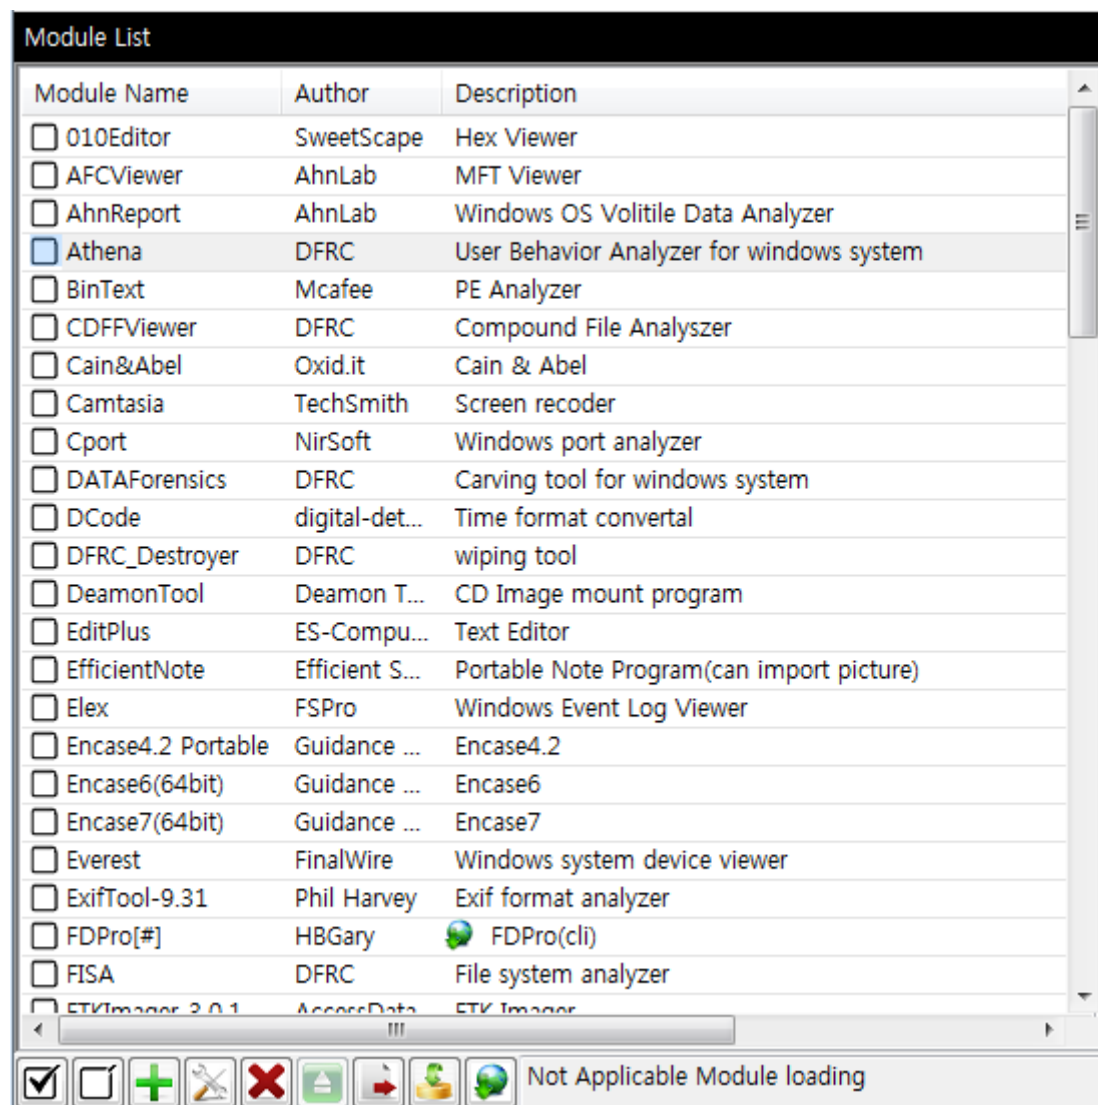 Module List
Module Name Author Description
010Editor SweetScape Hex Viewer
AFCViewer AhnLab MFT Viewer
AhnReport AhnLab Windows OS Volitile Data Analyzer
Athena DFRC User Behavior Analyzer for windows system
BinText Mcafee PE Analyzer
CDFFViewer DFRC Compound File Analyszer
Cain&Abel Oxid.it Cain & Abel
Camtasia TechSmith Screen recoder
Cport NirSoft Windows port analyzer
DATAForensics DFRC Carving tool for windows system
DCode digital-det... Time format convertal
DFRC_Destroyer DFRC wiping tool
DeamonTool Deamon T... CD Image mount program
EditPlus ES-Compu... Text Editor
EfficientNote Efficient S... Portable Note Program(can import picture)
Elex FSPro Windows Event Log Viewer
Encase4.2 Portable Guidance ... Encase4.2
Encase6(64bit) Guidance ... Encase6
Encase7(64bit) Guidance ... Encase7
Everest FinalWire Windows system device viewer
ExifTool-9.31 Phil Harvey Exif format analyzer
FDPro[#] HBGary FDPro(cli)
FISA DFRC File system analyzer
FTKImager 3.0.1 AccessData FTK Imager
Not Applicable Module loading